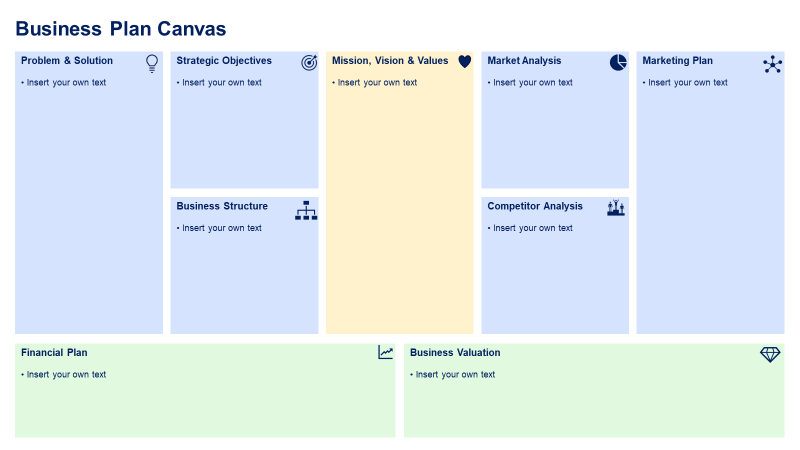 Business Plan Canvas
Problem & Solution
• Insert your own text
Strategic Objectives
• Insert your own text
Business Structure
• Insert your own text
Mission, Vision & Values
• Insert your own text
Market Analysis
• Insert your own text
Competitor Analysis
• Insert your own text
Marketing Plan
• Insert your own text
Financial Plan
• Insert your own text
Business Valuation
• Insert your own text